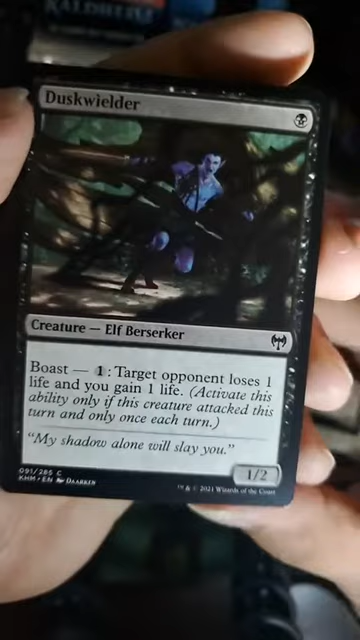 KALDHEIM
Duskwielder
Creature — Elf Berserker
Boast — 1: Target opponent loses 1
life and you gain 1 life. (Activate this
ability only if this creature attacked this
turn and only once each turn.)
“My shadow alone will slay you.”
1/2
091/285 C
KHM • EN Daarken
™ & © 2021 Wizards of the Coast